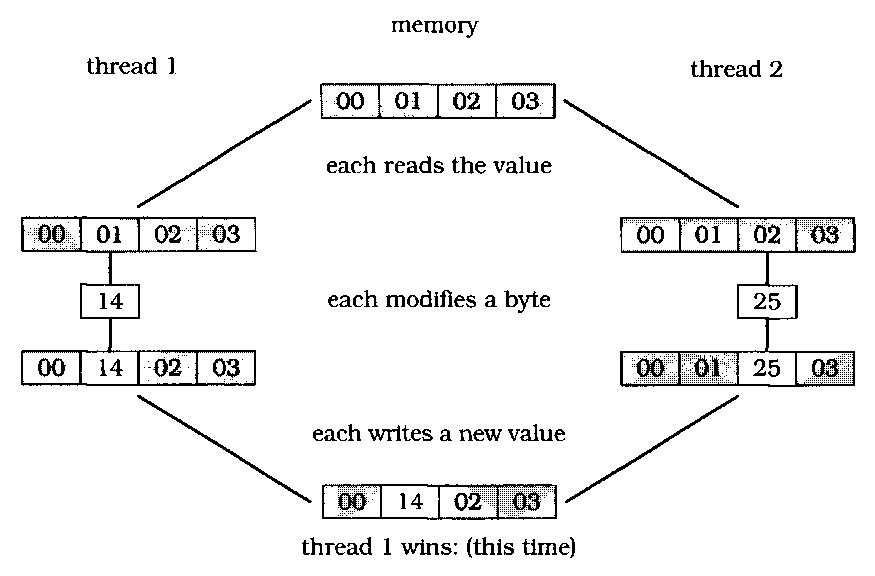 memory
thread 1
thread 2
00 01 02 03
each reads the value
00 01 02 03
00 01 02 03
14
each modifies a byte
25
00 14 02 03
00 01 25 03
each writes a new value
00 14 02 03
thread 1 wins: (this time)